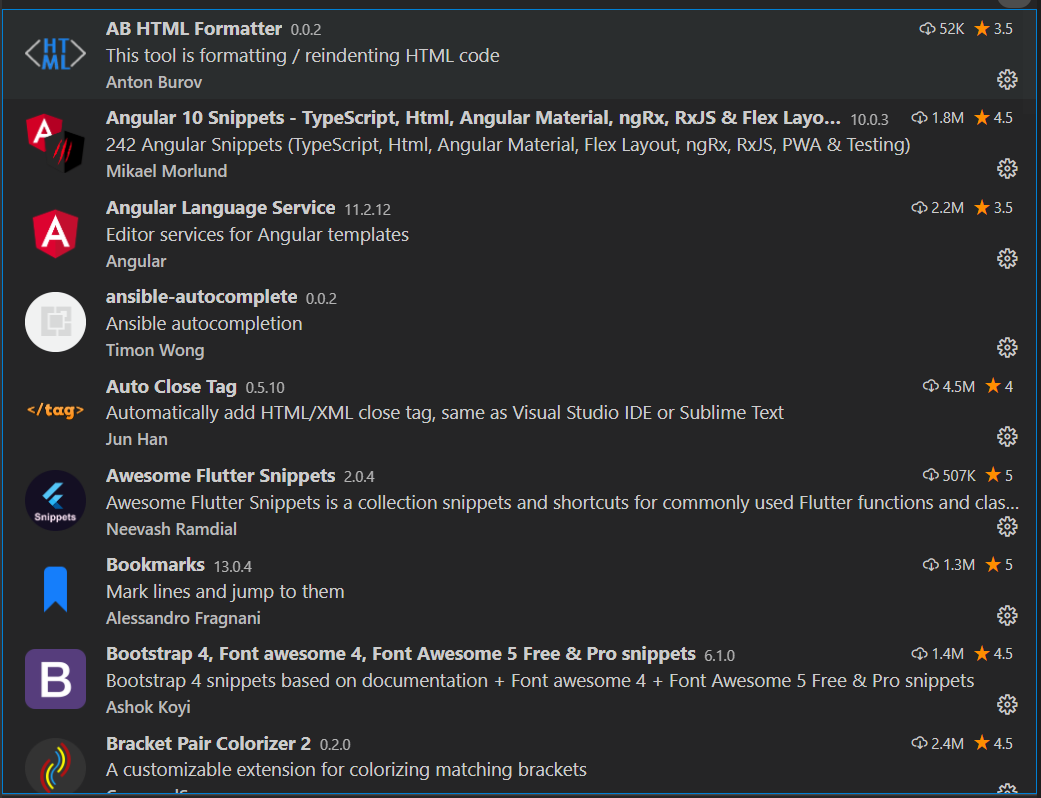 HT
ML
AB HTML Formatter 0.0.2 52K 3.5
This tool is formatting / reindenting HTML code
Anton Burov
A
Angular 10 Snippets - TypeScript, Html, Angular Material, ngRx, RxJS & Flex Layo... 10.0.3 1.8M 4.5
242 Angular Snippets (TypeScript, Html, Angular Material, Flex Layout, ngRx, RxJS, PWA & Testing)
Mikael Morlund
A
Angular Language Service 11.2.12 2.2M 3.5
Editor services for Angular templates
Angular
ansible-autocomplete 0.0.2
Ansible autocompletion
Timon Wong
</tag>
Auto Close Tag 0.5.10 4.5M 4
Automatically add HTML/XML close tag, same as Visual Studio IDE or Sublime Text
Jun Han
Snippets
Awesome Flutter Snippets 2.0.4 507K 5
Awesome Flutter Snippets is a collection snippets and shortcuts for commonly used Flutter functions and clas...
Neevash Ramdial
Bookmarks 13.0.4 1.3M 5
Mark lines and jump to them
Alessandro Fragnani
B
Bootstrap 4, Font awesome 4, Font Awesome 5 Free & Pro snippets 6.1.0 1.4M 4.5
Bootstrap 4 snippets based on documentation + Font awesome 4 + Font Awesome 5 Free & Pro snippets
Ashok Koyi
Bracket Pair Colorizer 2 0.2.0 2.4M 4.5
A customizable extension for colorizing matching brackets